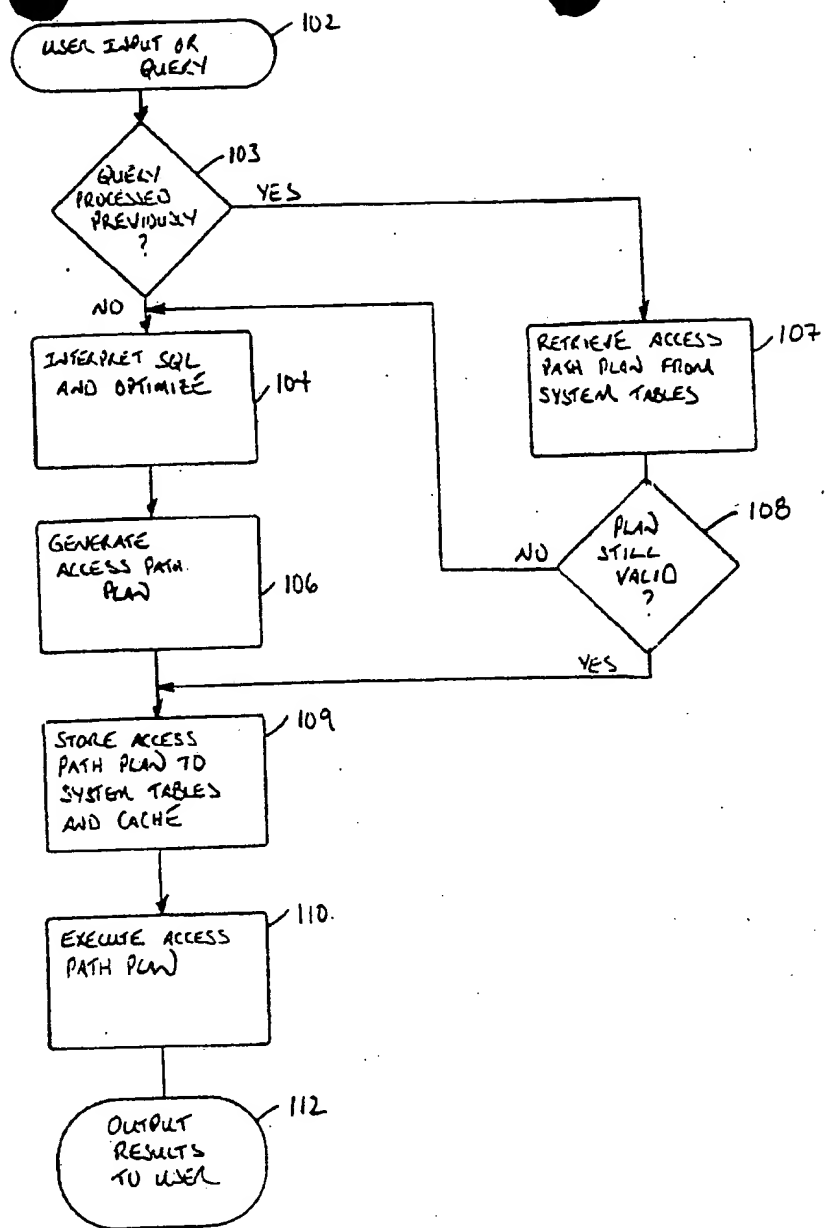 102
USER INPUT OR
QUERY
103
QUERY
PROCESSED
PREVIOUSLY
?
YES
NO
INTERPRET SQL
AND OPTIMIZE
104
RETRIEVE ACCESS
PATH PLAN FROM
SYSTEM TABLES
107
GENERATE
ACCESS PATH
PLAN
106
PLAN
STILL
VALID
?
108
NO
YES
STORE ACCESS
PATH PLAN TO
SYSTEM TABLES
AND CACHE
109
EXECUTE ACCESS
PATH PLAN
110
OUTPUT
RESULTS
TO USER
112